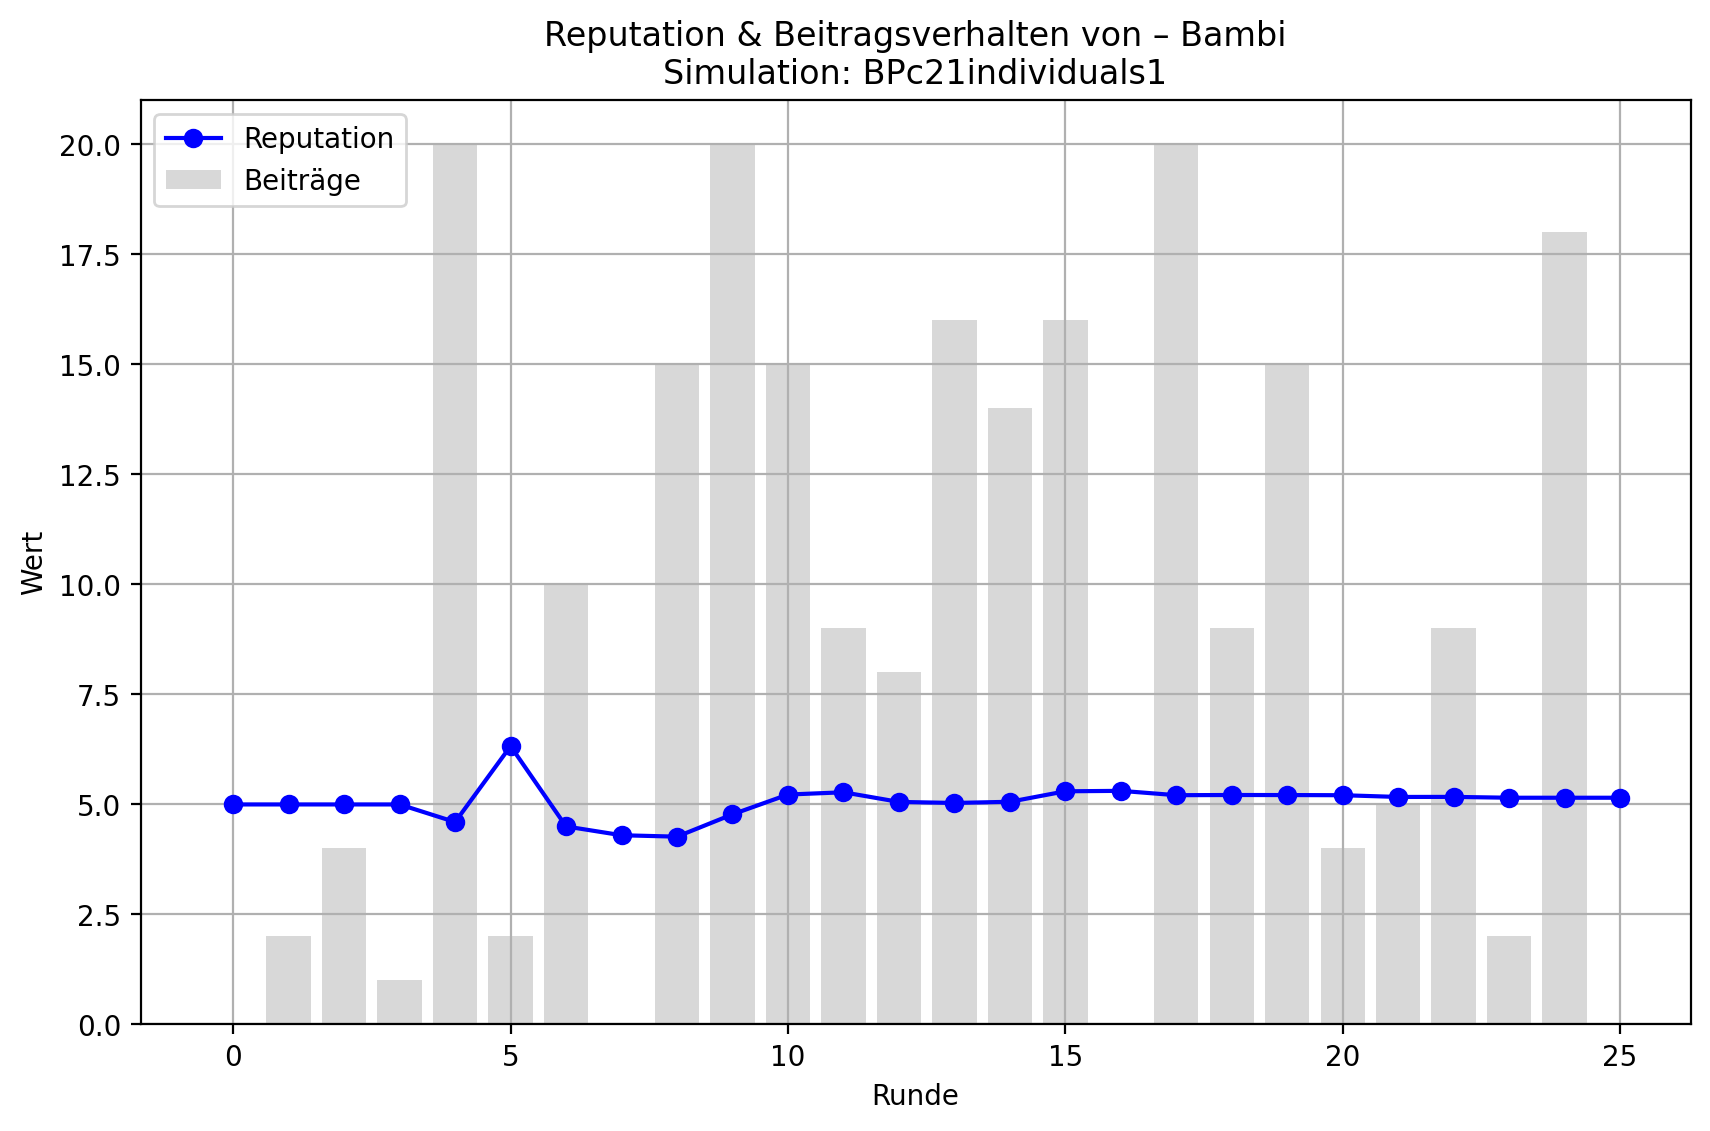 Reputation & Beitragsverhalten von – Bambi
Simulation: BPc21individuals1
Reputation
Beiträge
20.0
17.5
15.0
12.5
10.0
7.5
5.0
2.5
0.0
Wert
0 5 10 15 20 25
Runde